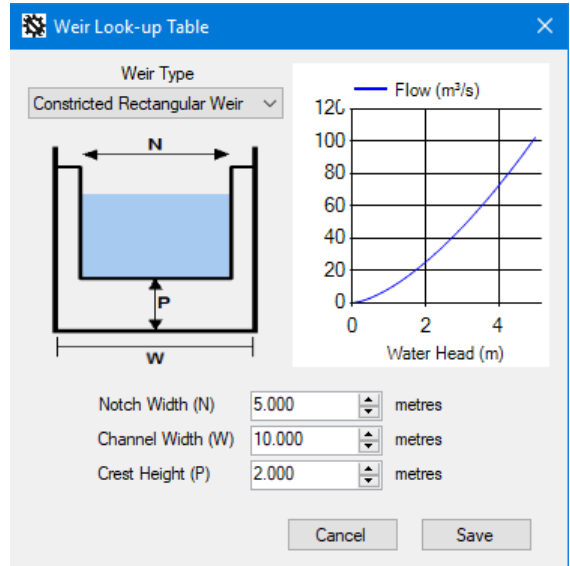 Weir Look-up Table
Weir Type
Constricted Rectangular Weir
N
P
W
Flow (m³/s)
120
100
80
60
40
20
0
0 2 4
Water Head (m)
Notch Width (N) 5.000 metres
Channel Width (W) 10.000 metres
Crest Height (P) 2.000 metres
Cancel Save